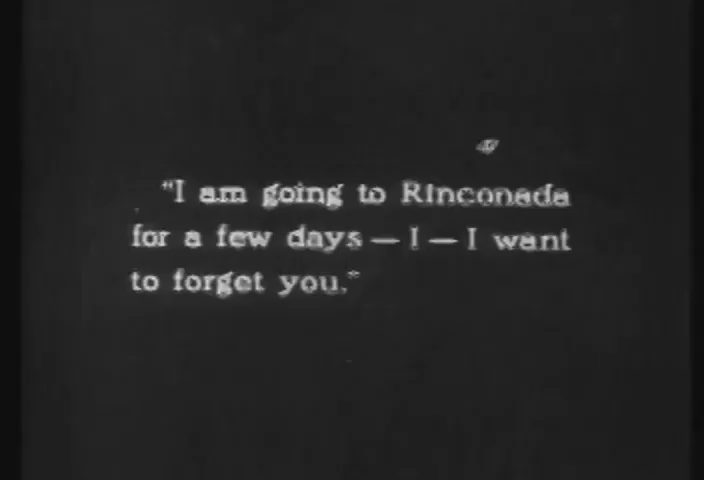 "I am going to Rinconada
for a few days — I — I want
to forget you."